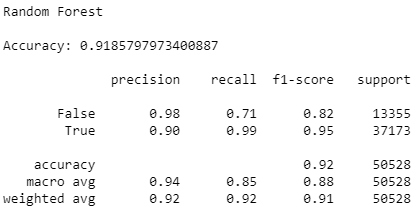 Random Forest
Accuracy: 0.9185797973400887
precision recall f1-score support
False 0.98 0.71 0.82 13355
True 0.90 0.99 0.95 37173
accuracy 0.92 50528
macro avg 0.94 0.85 0.88 50528
weighted avg 0.92 0.92 0.91 50528